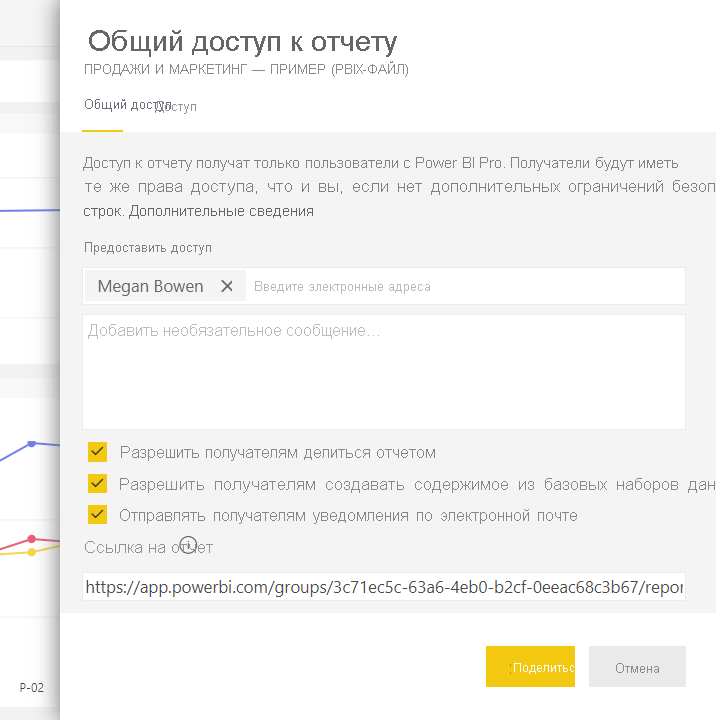 Общий доступ к отчету
ПРОДАЖИ И МАРКЕТИНГ — ПРИМЕР (PBIX-ФАЙЛ)
Общий доступ Доступ
Доступ к отчету получат только пользователи с Power BI Pro. Получатели будут иметь
те же права доступа, что и вы, если нет дополнительных ограничений безоп
строк. Дополнительные сведения
Предоставить доступ
Megan Bowen Введите электронные адреса
Добавить необязательное сообщение...
Разрешить получателям делиться отчетом
Разрешить получателям создавать содержимое из базовых наборов дан
Отправлять получателям уведомления по электронной почте
Ссылка на отчет
https://app.powerbi.com/groups/3c71ec5c-63a6-4eb0-b2cf-0eeac68c3b67/repor
Поделитьс Отмена
P-02